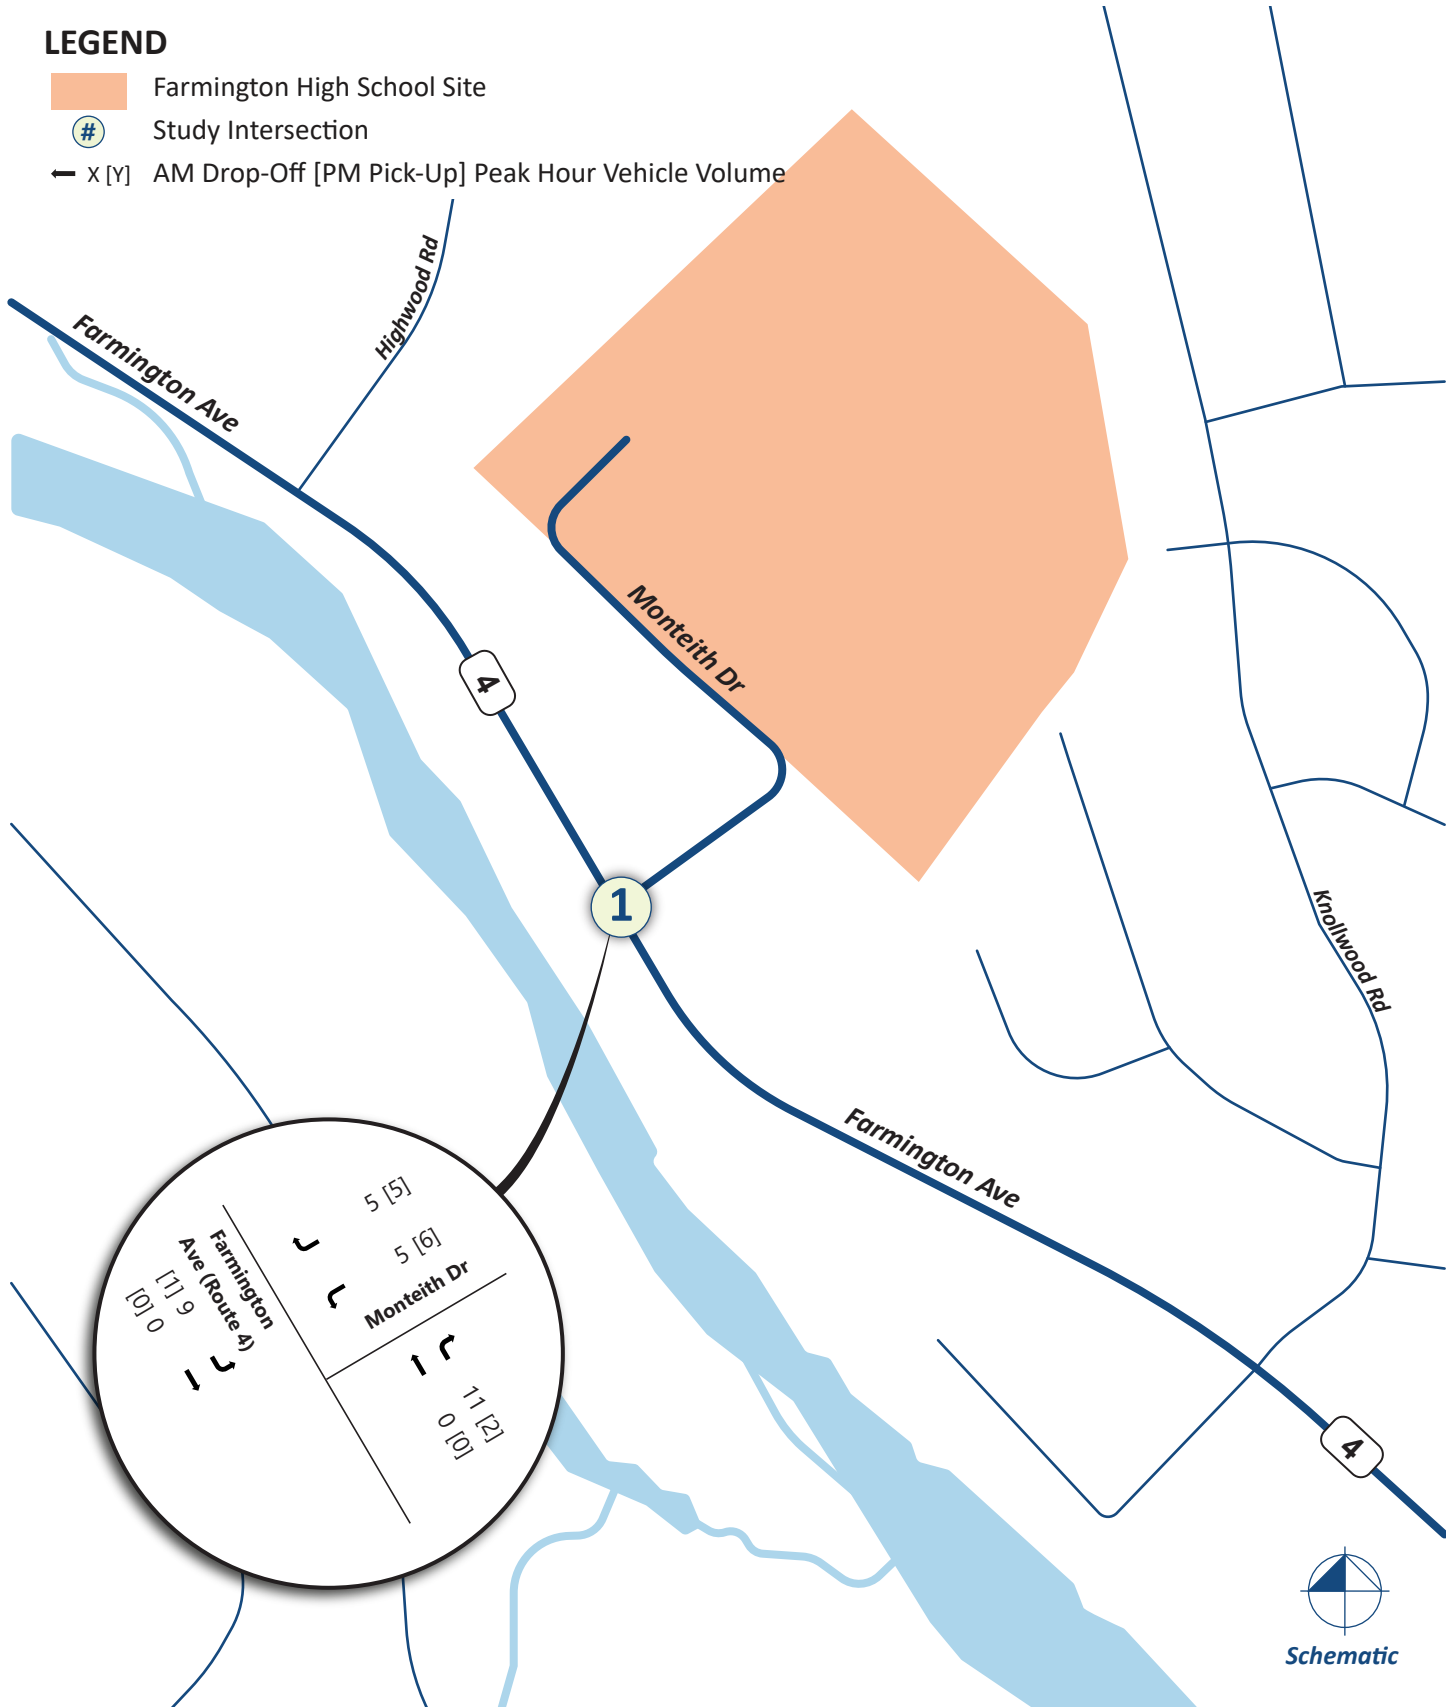 LEGEND
Farmington High School Site
# Study Intersection
X [Y] AM Drop-Off [PM Pick-Up] Peak Hour Vehicle Volume
Highwood Rd
Farmington Ave
Monteith Dr
4
1
Knollwood Rd
Farmington Ave
5 [5]
5 [6]
Monteith Dr
Farmington
Ave (Route 4)
[1] 9
[0] 0
11 [2]
0 [0]
4
Schematic